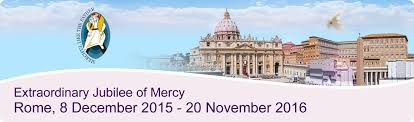 Extraordinary Jubilee of Mercy
Rome, 8 December 2015 - 20 November 2016